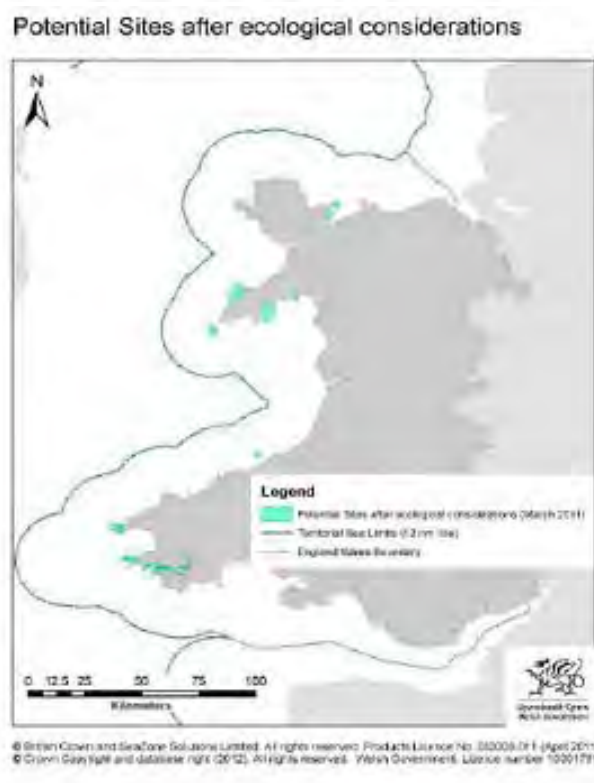 Potential Sites after ecological considerations
N
Legend
Potential Sites after ecological considerations (March 2011)
Territorial Sea Limits (12 nm line)
England Wales Boundary
0 12.5 25 50 75 100
Kilometers
Llywodraeth Cymru
Welsh Government
© British Crown and SeaZone Solutions Limited. All rights reserved. Products Licence No. (April 2011
© Crown Copyright and database right (2012). All rights reserved. Welsh Government. Licence number